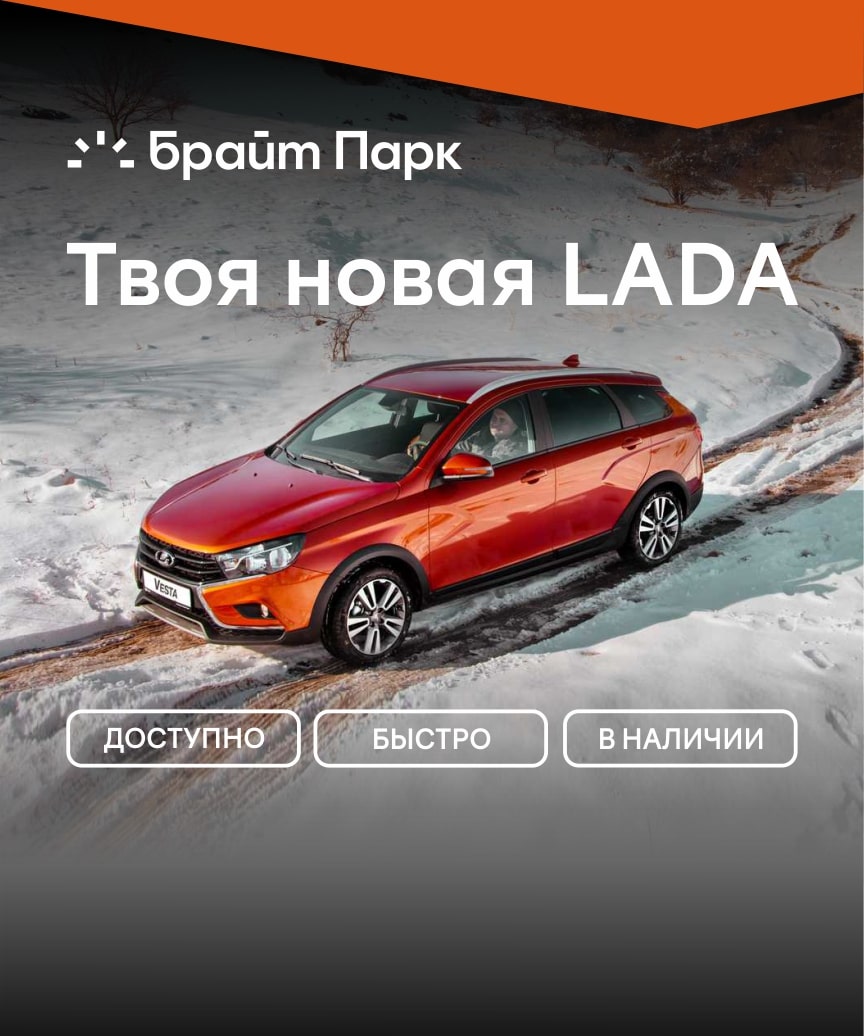 Брайт Парк
Твоя новая LADA
VESTA
ДОСТУПНО
БЫСТРО
В НАЛИЧИИ